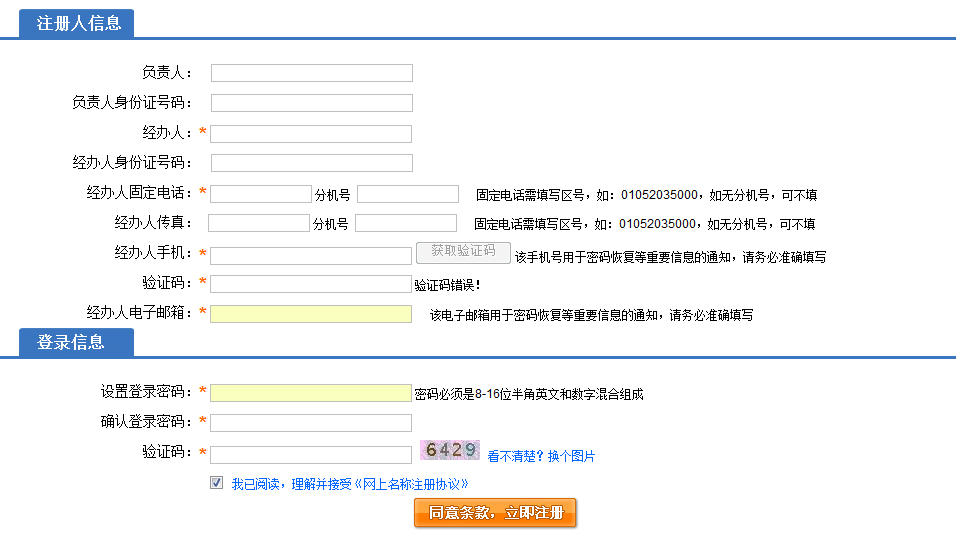 注册人信息
负责人：
负责人身份证号码：
经办人：*
经办人身份证号码：
经办人固定电话：* 分机号 固定电话需填写区号，如：01052035000，如无分机号，可不填
经办人传真： 分机号 固定电话需填写区号，如：01052035000，如无分机号，可不填
经办人手机：* 获取验证码 该手机号用于密码恢复等重要信息的通知，请务必准确填写
验证码：* 验证码错误！
经办人电子邮箱：* 该电子邮箱用于密码恢复等重要信息的通知，请务必准确填写
登录信息
设置登录密码：* 密码必须是8-16位半角英文和数字混合组成
确认登录密码：*
验证码：* 6429 看不清楚？换个图片
我已阅读，理解并接受《网上名称注册协议》
同意条款，立即注册